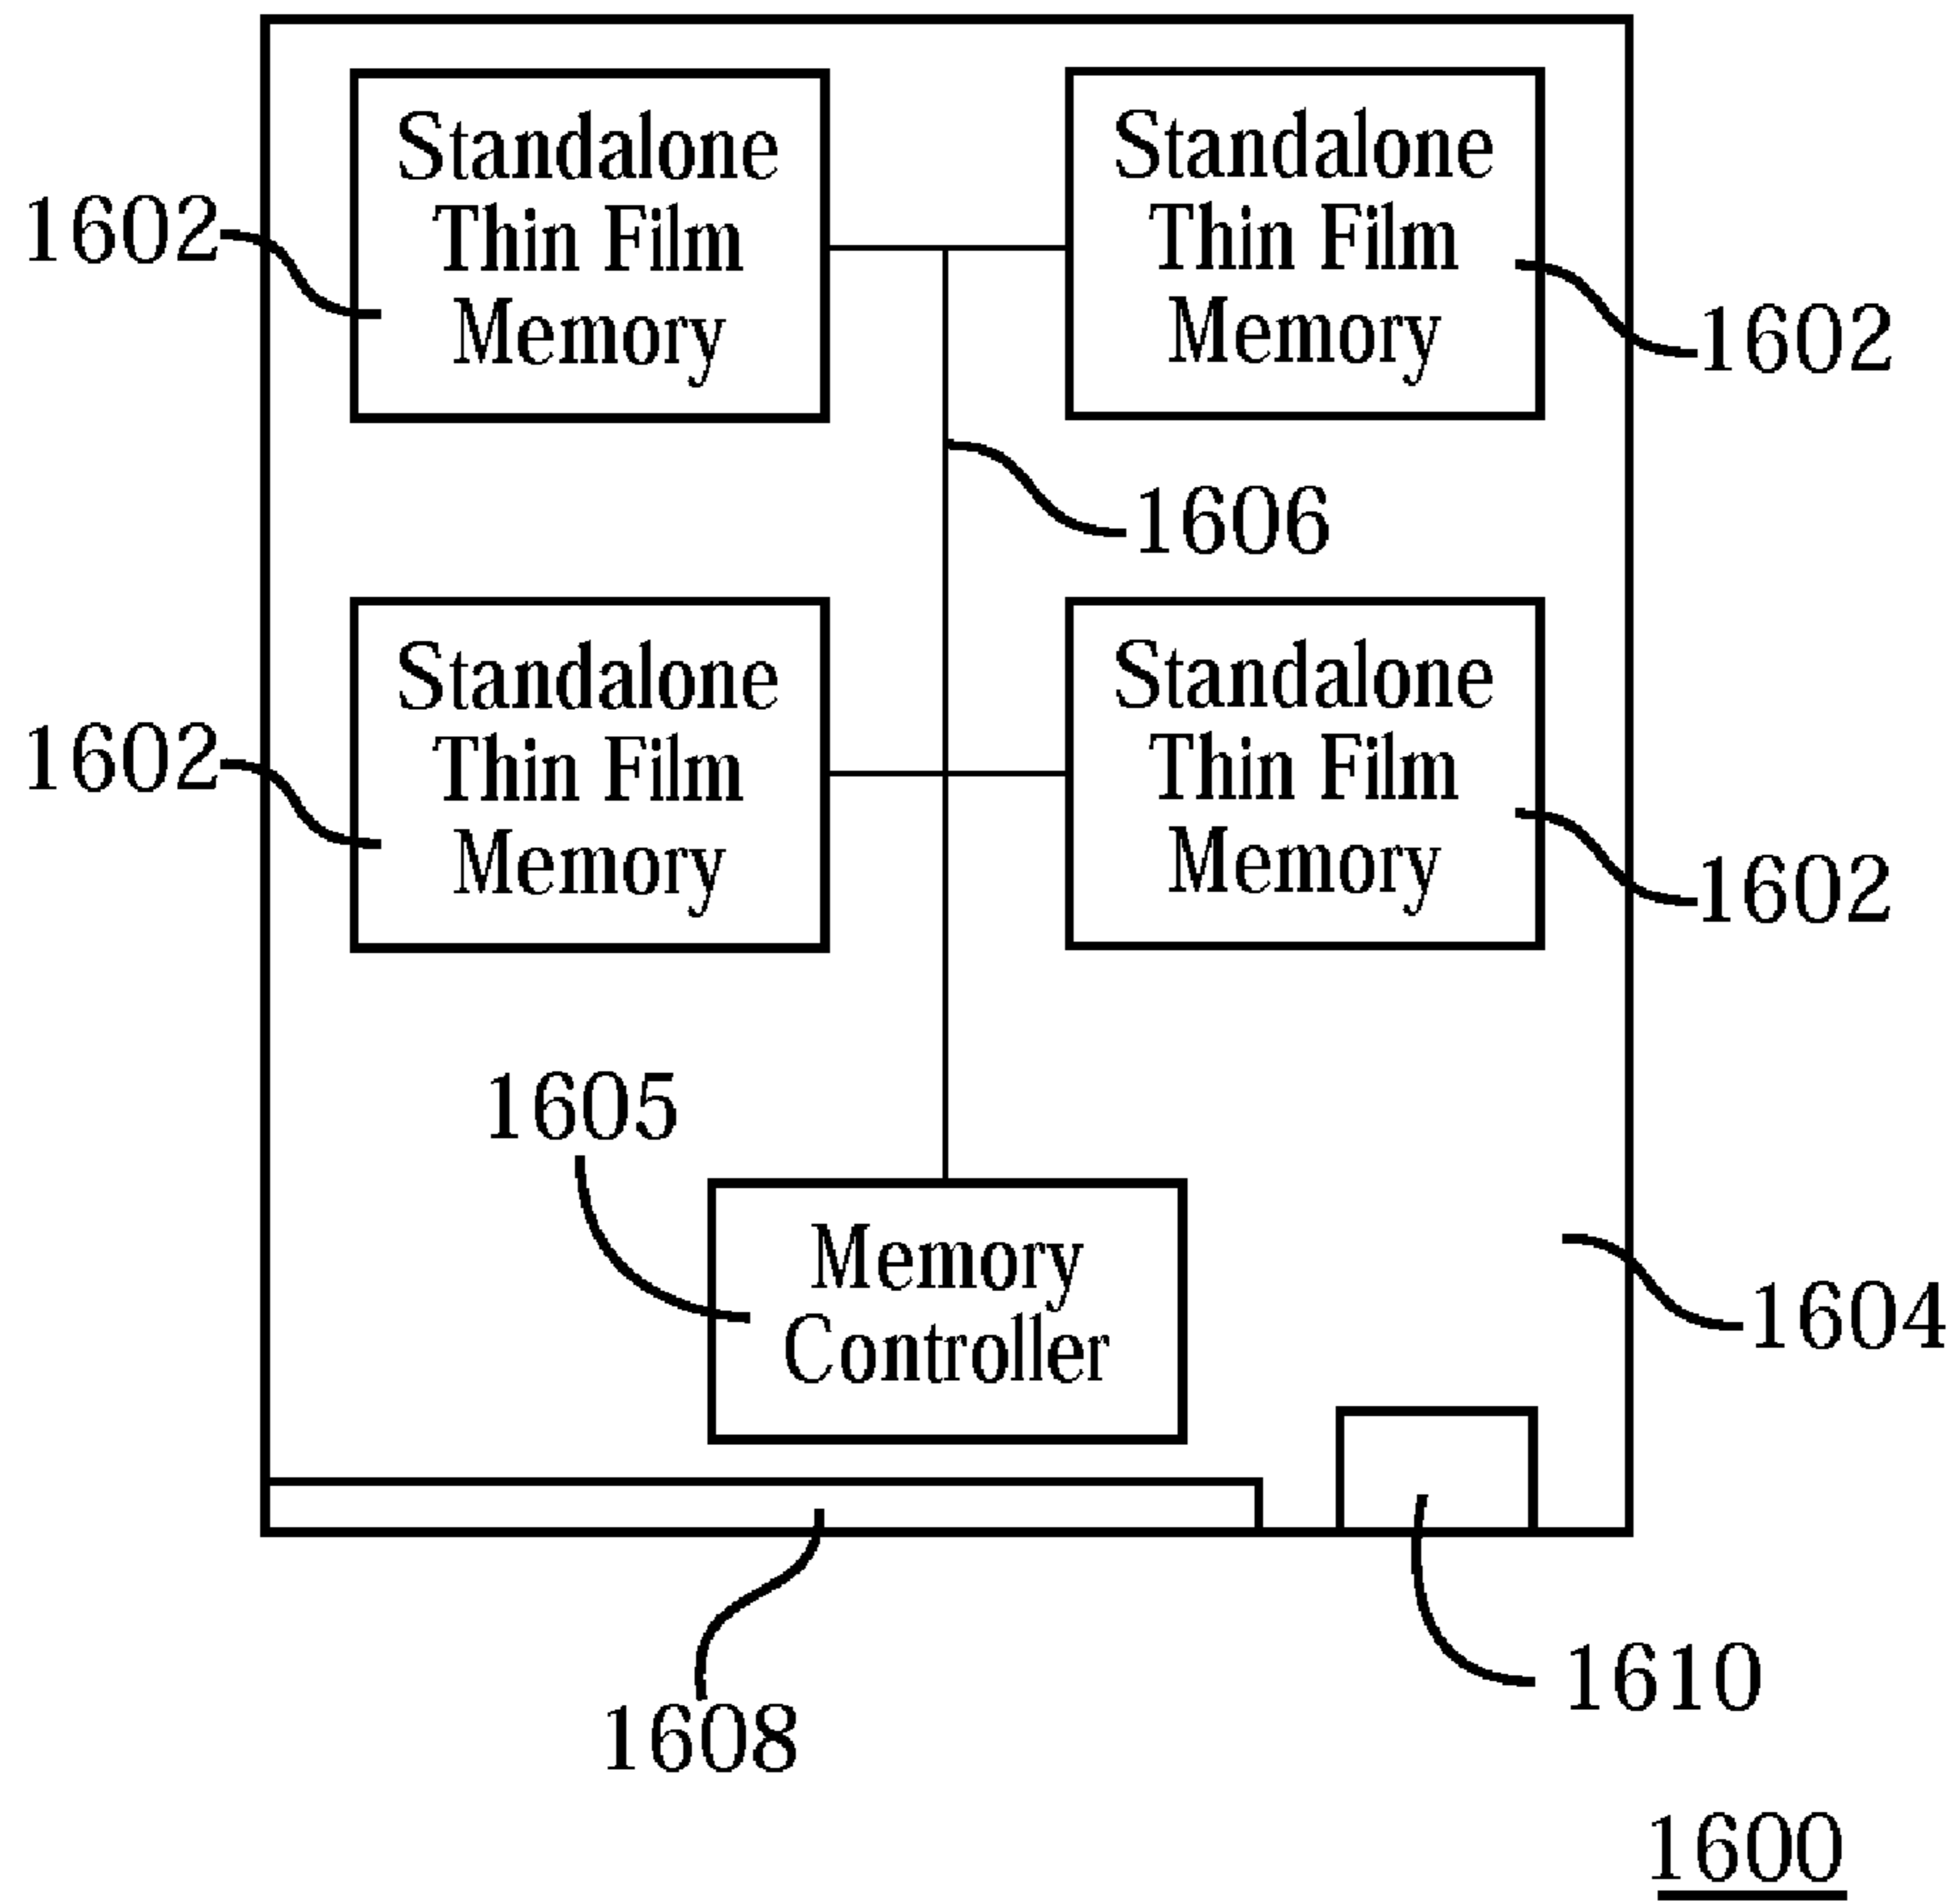 Standalone
Thin Film
Memory
Standalone
Thin Film
Memory
1602
1602
1606
Standalone
Thin Film
Memory
Standalone
Thin Film
Memory
1602
1602
1605
Memory
Controller
1604
1610
1608
1600